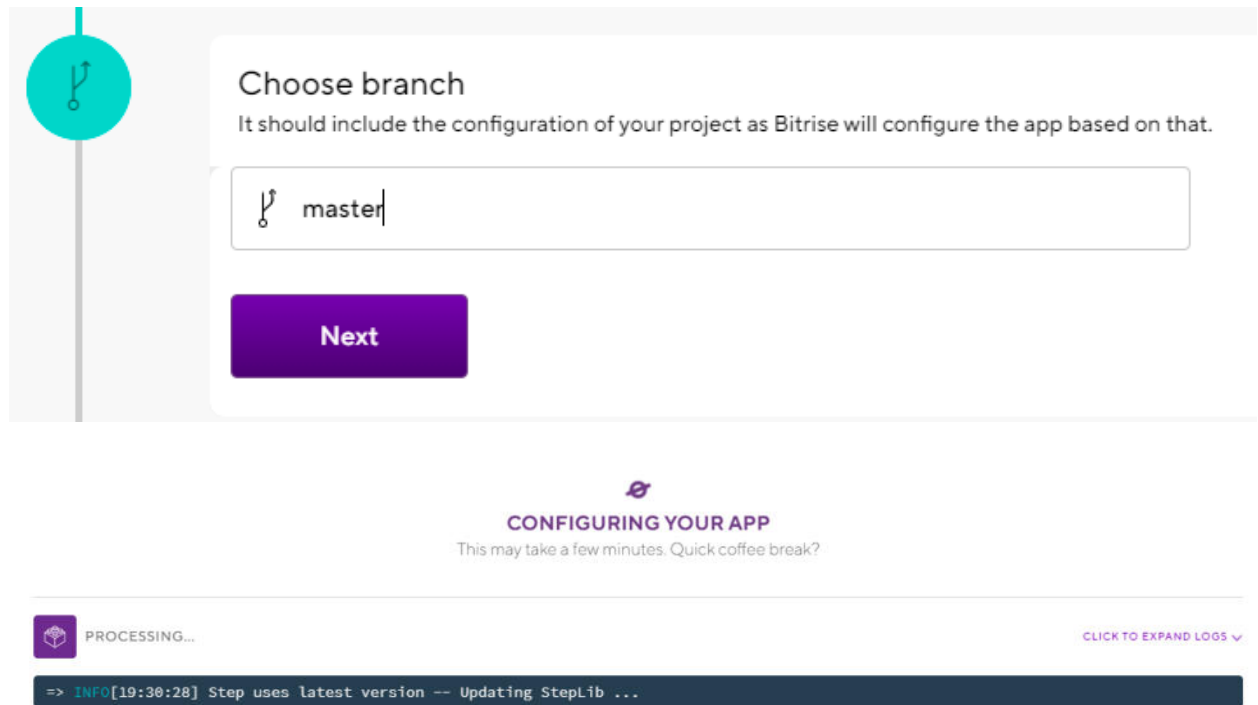 Choose branch
It should include the configuration of your project as Bitrise will configure the app based on that.
master
Next
CONFIGURING YOUR APP
This may take a few minutes. Quick coffee break?
PROCESSING...
CLICK TO EXPAND LOGS
=> INFO[19:30:28] Step uses latest version -- Updating StepLib ...